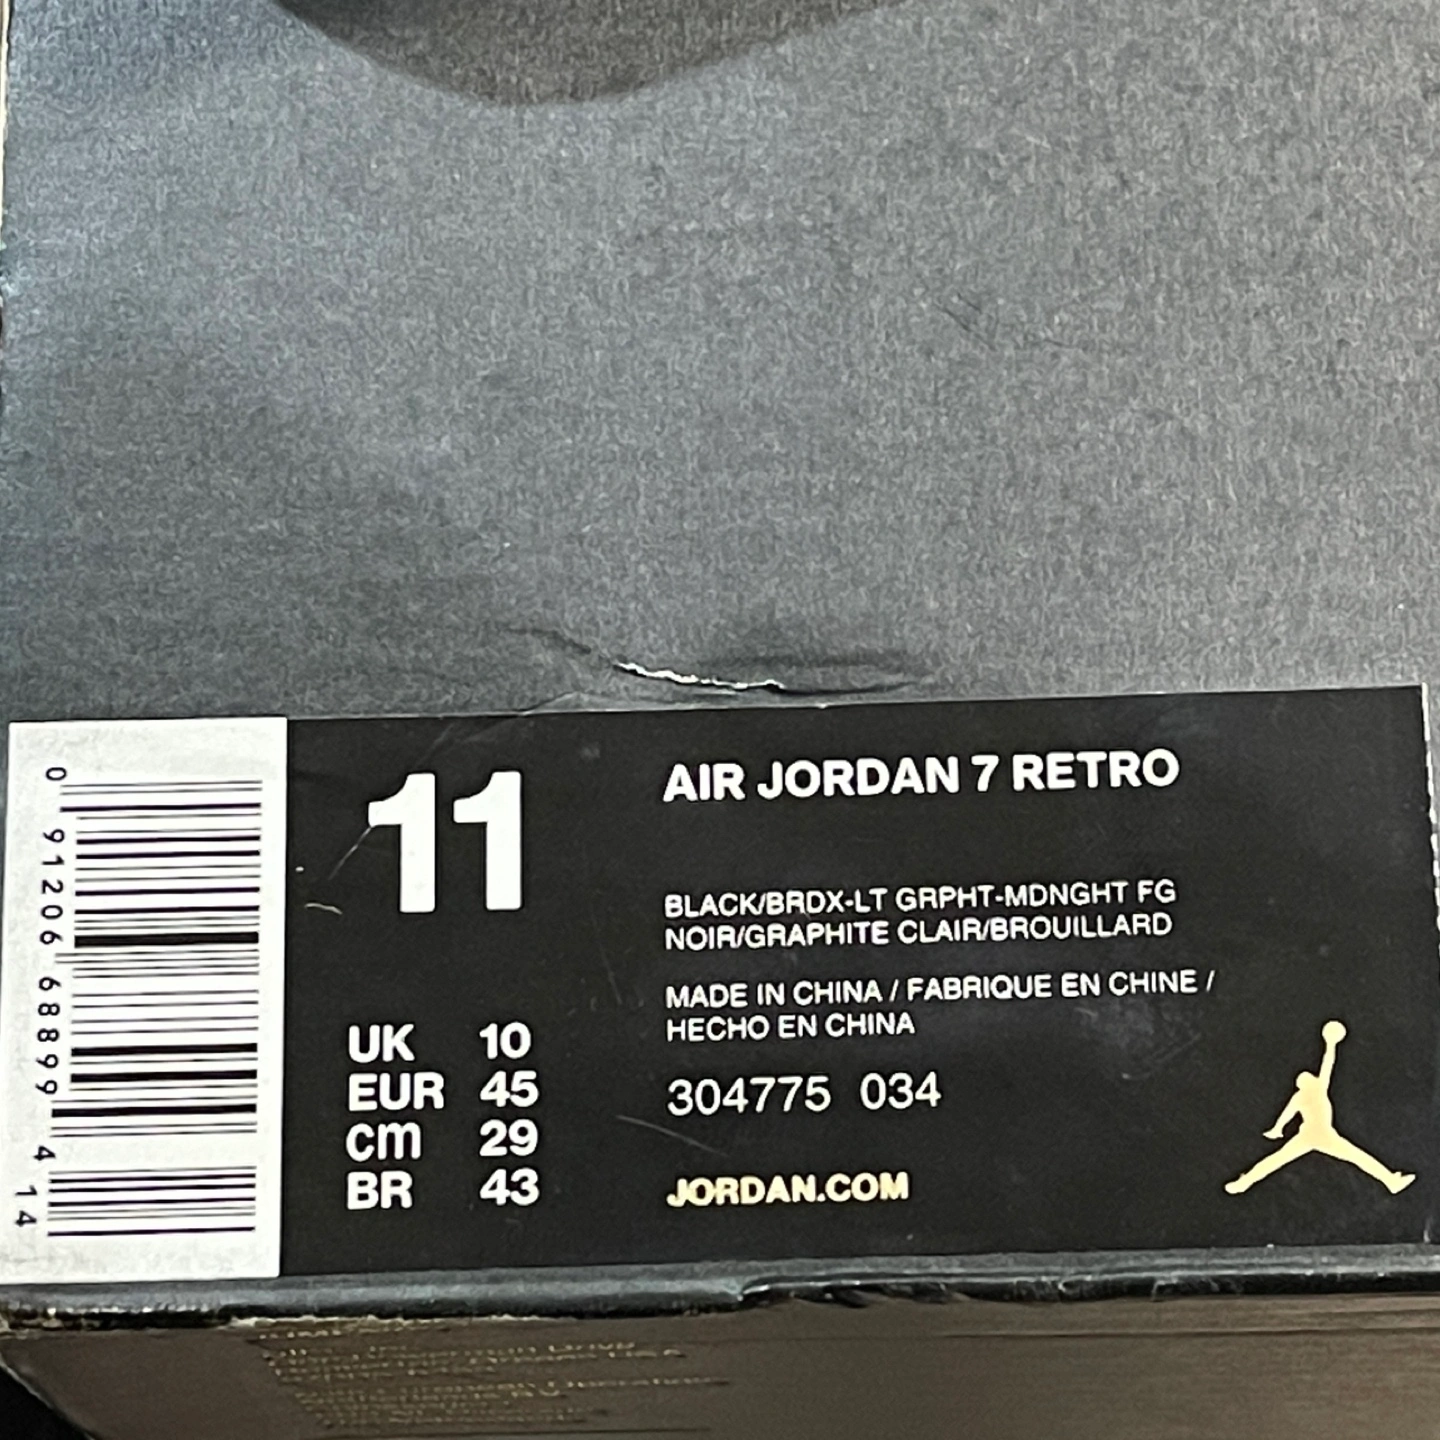 0 91206 68899 4 14
11
UK 10
EUR 45
cm 29
BR 43
AIR JORDAN 7 RETRO
BLACK/BRDX-LT GRPHT-MDNGHT FG
NOIR/GRAPHITE CLAIR/BROUILLARD
MADE IN CHINA / FABRIQUE EN CHINE /
HECHO EN CHINA
304775 034
JORDAN.COM